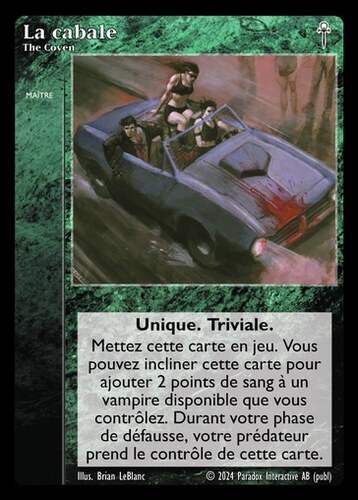 La cabale
The Coven
MAÎTRE
Unique. Triviale.
Mettez cette carte en jeu. Vous
pouvez incliner cette carte pour
ajouter 2 points de sang à un
vampire disponible que vous
contrôlez. Durant votre phase
de défausse, votre prédateur
prend le contrôle de cette carte.
Illus. Brian LeBlanc © 2024 Paradox Interactive AB (publ)